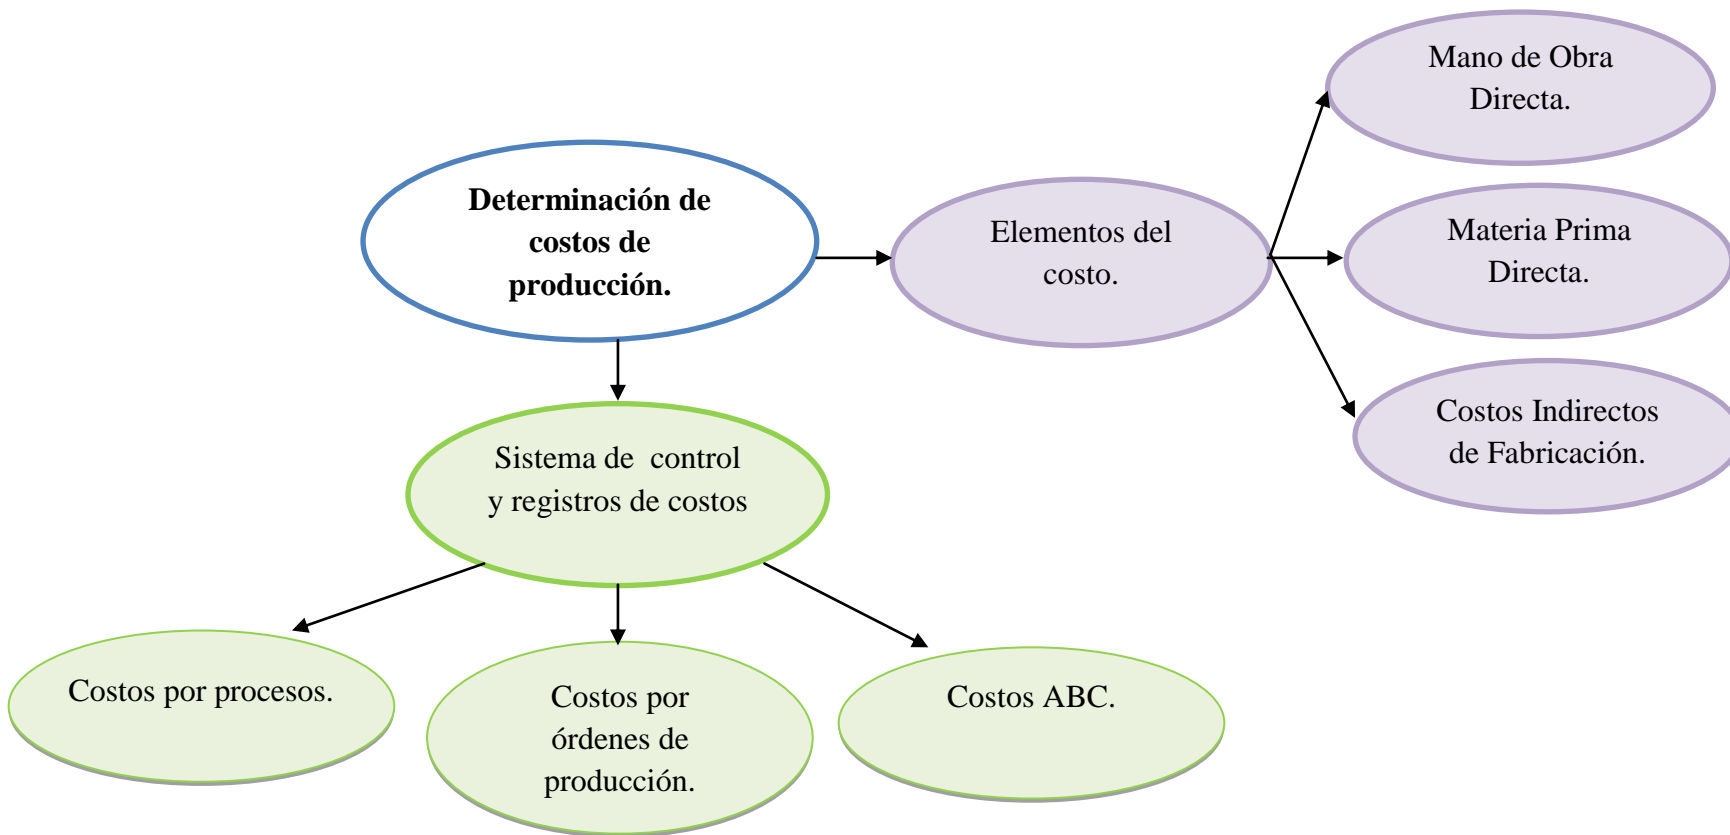 Mano de Obra
Directa.
Determinación de
costos de
producción.
Elementos del
costo.
Materia Prima
Directa.
Costos Indirectos
de Fabricación.
Sistema de  control
y registros de costos
Costos por procesos.
Costos por
órdenes de
producción.
Costos ABC.